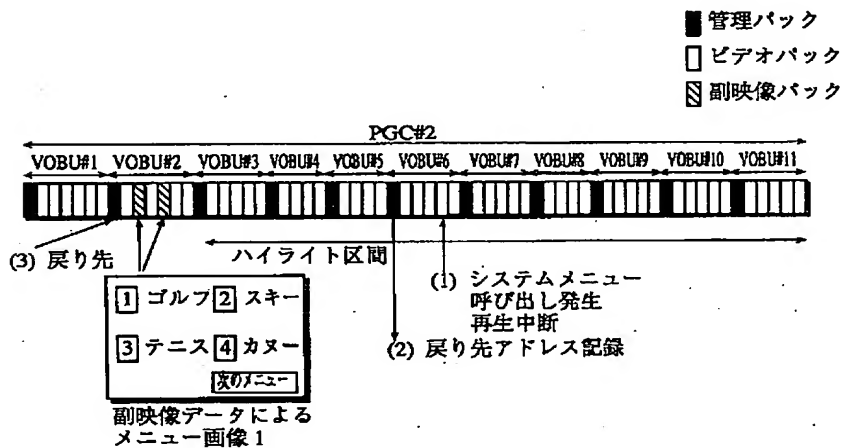 管理パック
ビデオパック
副映像パック
PGC#2
VOBU#1 VOBU#2 VOBU#3 VOBU#4 VOBU#5 VOBU#6 VOBU#7 VOBU#8 VOBU#9 VOBU#10 VOBU#11
(3) 戻り先
ハイライト区間
(1) システムメニュー
呼び出し発生
再生中断
(2) 戻り先アドレス記録
1 ゴルフ 2 スキー
3 テニス 4 カヌー
次のメニュー
副映像データによる
メニュー画像1